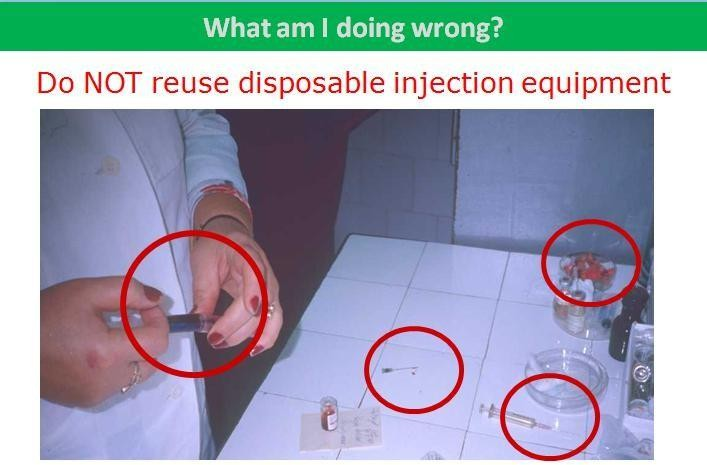 What am I doing wrong?
Do NOT reuse disposable injection equipment